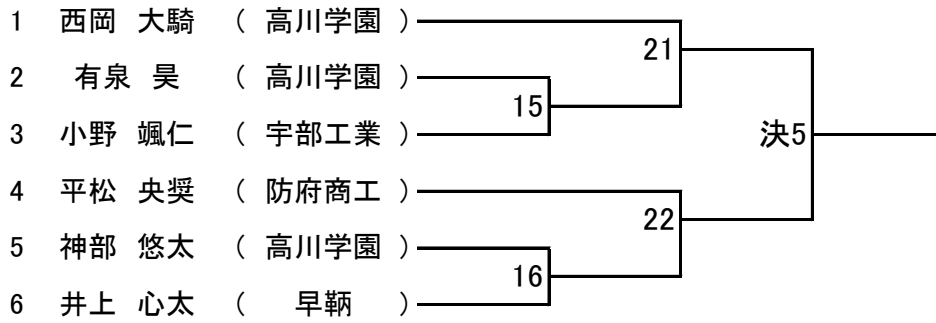 1 西岡 大騎 ( 高川学園 )
21
2 有泉 昊 ( 高川学園 )
15
3 小野 颯仁 ( 宇部工業 )
決5
4 平松 央奨 ( 防府商工 )
22
5 神部 悠太 ( 高川学園 )
16
6 井上 心太 ( 早鞆 )